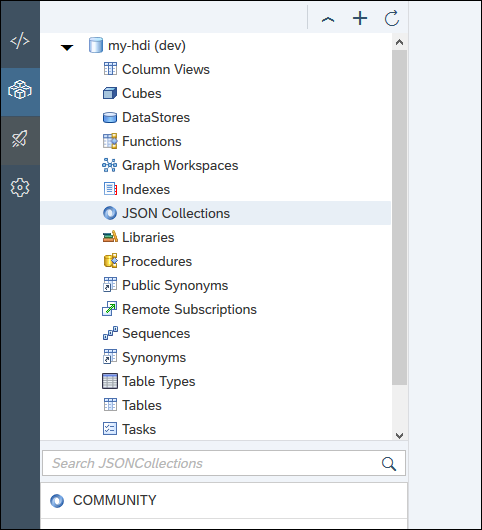 my-hdi (dev)
Column Views
Cubes
DataStores
Functions
Graph Workspaces
Indexes
JSON Collections
Libraries
Procedures
Public Synonyms
Remote Subscriptions
Sequences
Synonyms
Table Types
Tables
Tasks
Search JSONCollections
COMMUNITY